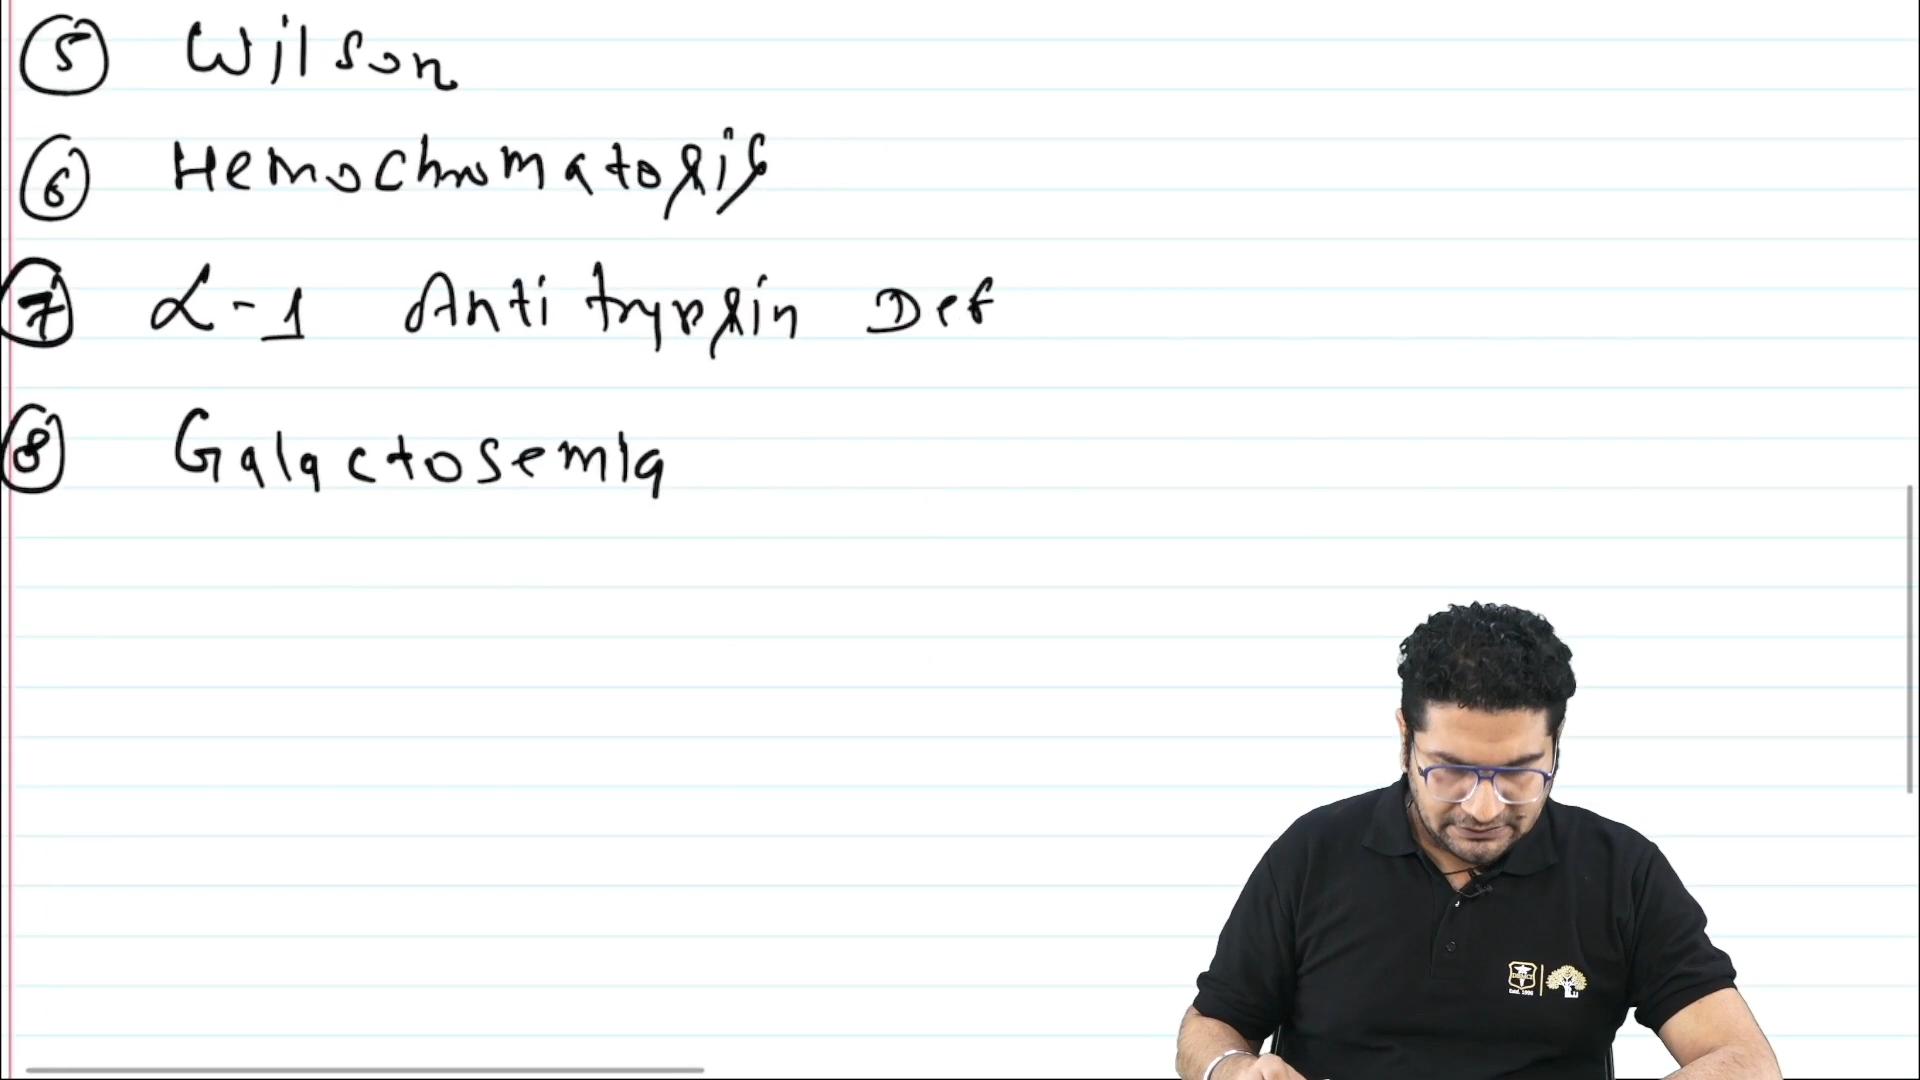 5 Wilson
6 Hemochromatosis
7 α-1 Antitrypsin Def
8 Galactosemia